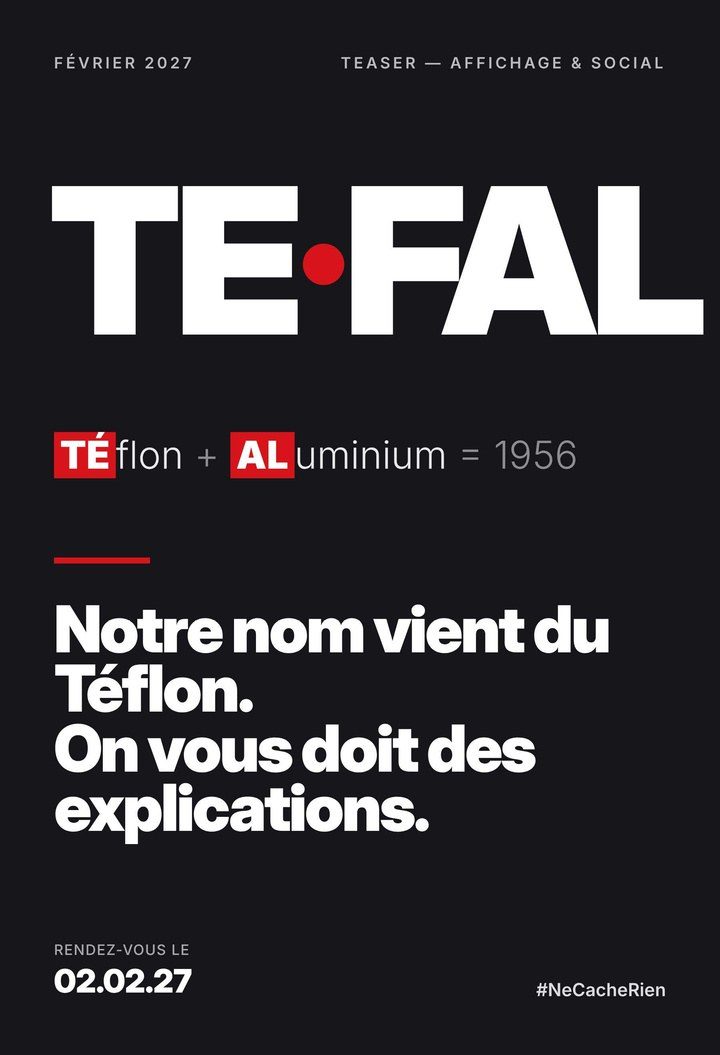 FÉVRIER 2027
TEASER — AFFICHAGE & SOCIAL
TE•FAL
TÉflon + ALuminium = 1956
Notre nom vient du
Téflon.
On vous doit des
explications.
RENDEZ-VOUS LE
02.02.27
#NeCacheRien